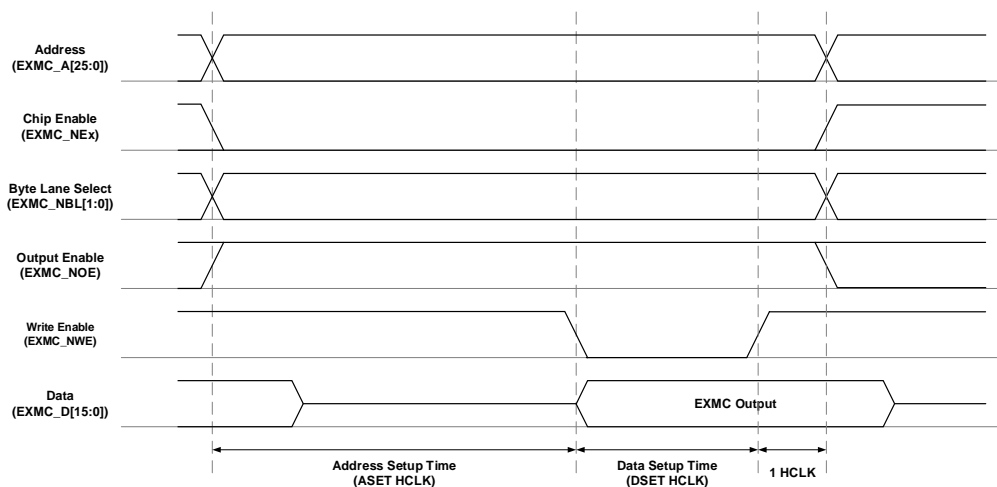 Address
(EXMC_A[25:0])
Chip Enable
(EXMC_NEx)
Byte Lane Select
(EXMC_NBL[1:0])
Output Enable
(EXMC_NOE)
Write Enable
(EXMC_NWE)
Data
(EXMC_D[15:0])
EXMC Output
Address Setup Time
(ASET HCLK)
Data Setup Time
(DSET HCLK)
1 HCLK